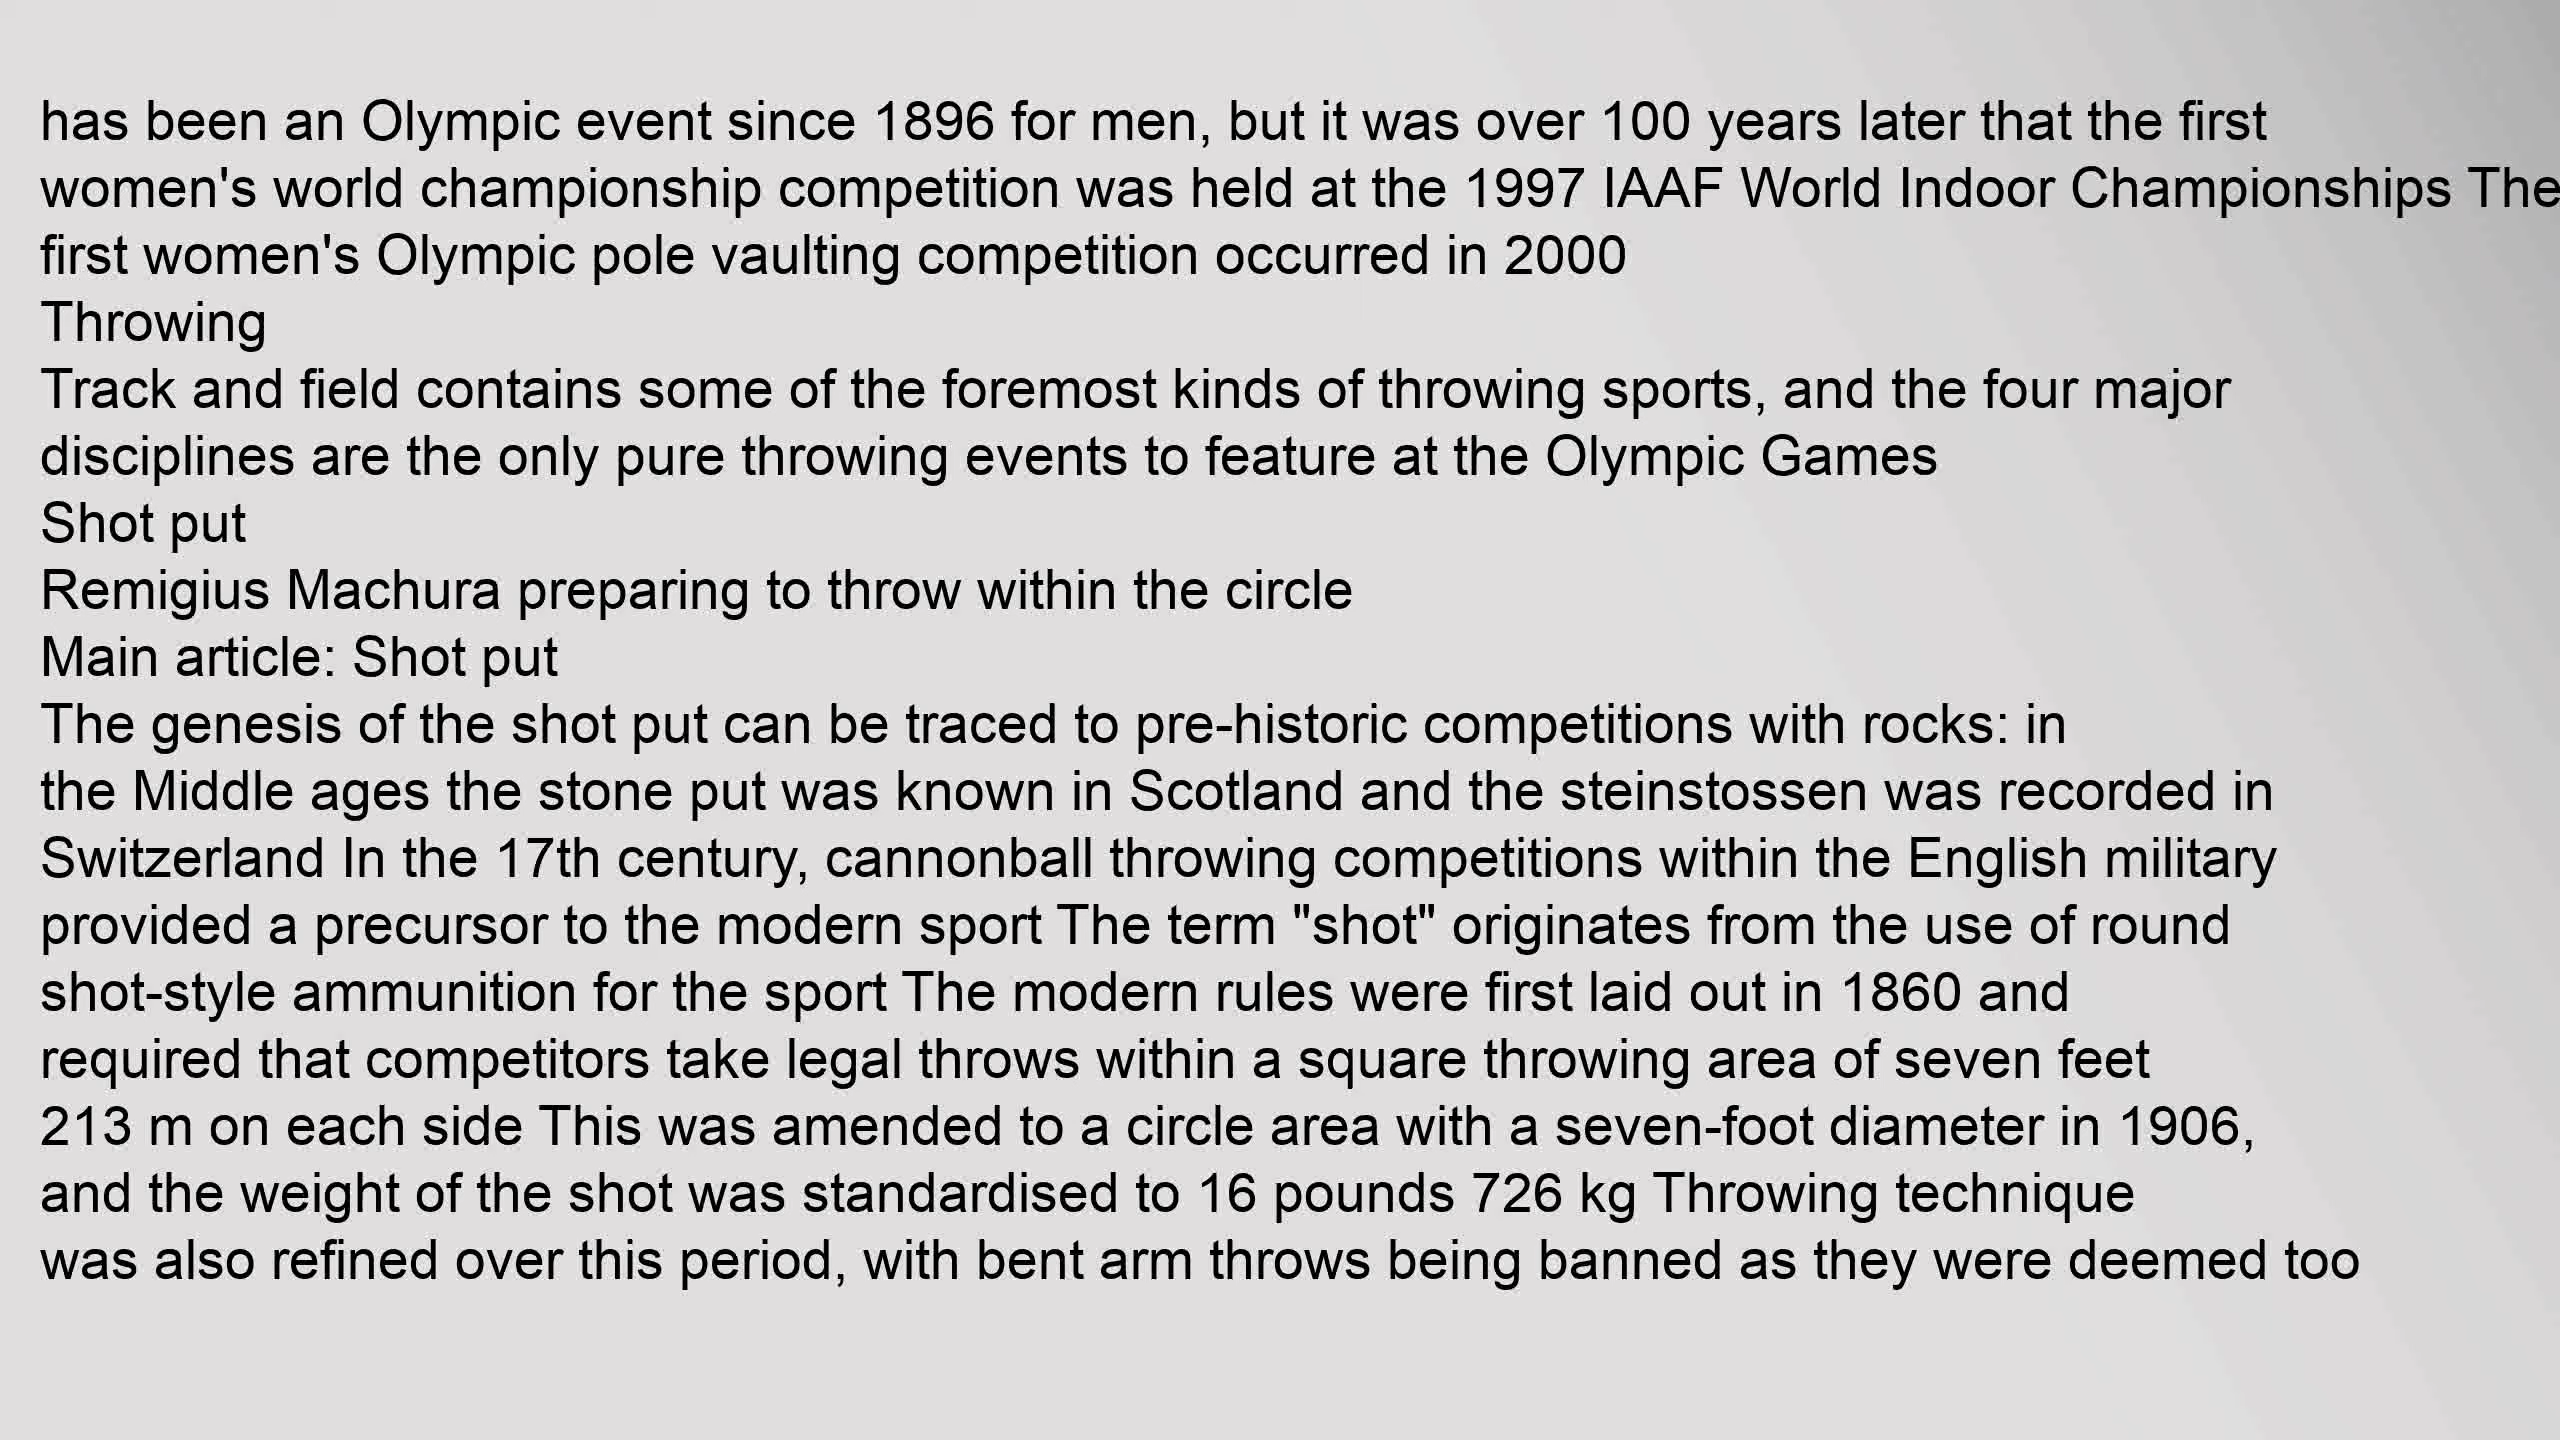 has been an Olympic event since 1896 for men, but it was over 100 years later that the first
women's world championship competition was held at the 1997 IAAF World Indoor Championships The
first women's Olympic pole vaulting competition occurred in 2000
Throwing
Track and field contains some of the foremost kinds of throwing sports, and the four major
disciplines are the only pure throwing events to feature at the Olympic Games
Shot put
Remigius Machura preparing to throw within the circle
Main article: Shot put
The genesis of the shot put can be traced to pre-historic competitions with rocks: in
the Middle ages the stone put was known in Scotland and the steinstossen was recorded in
Switzerland In the 17th century, cannonball throwing competitions within the English military
provided a precursor to the modern sport The term "shot" originates from the use of round
shot-style ammunition for the sport The modern rules were first laid out in 1860 and
required that competitors take legal throws within a square throwing area of seven feet
213 m on each side This was amended to a circle area with a seven-foot diameter in 1906,
and the weight of the shot was standardised to 16 pounds 726 kg Throwing technique
was also refined over this period, with bent arm throws being banned as they were deemed too